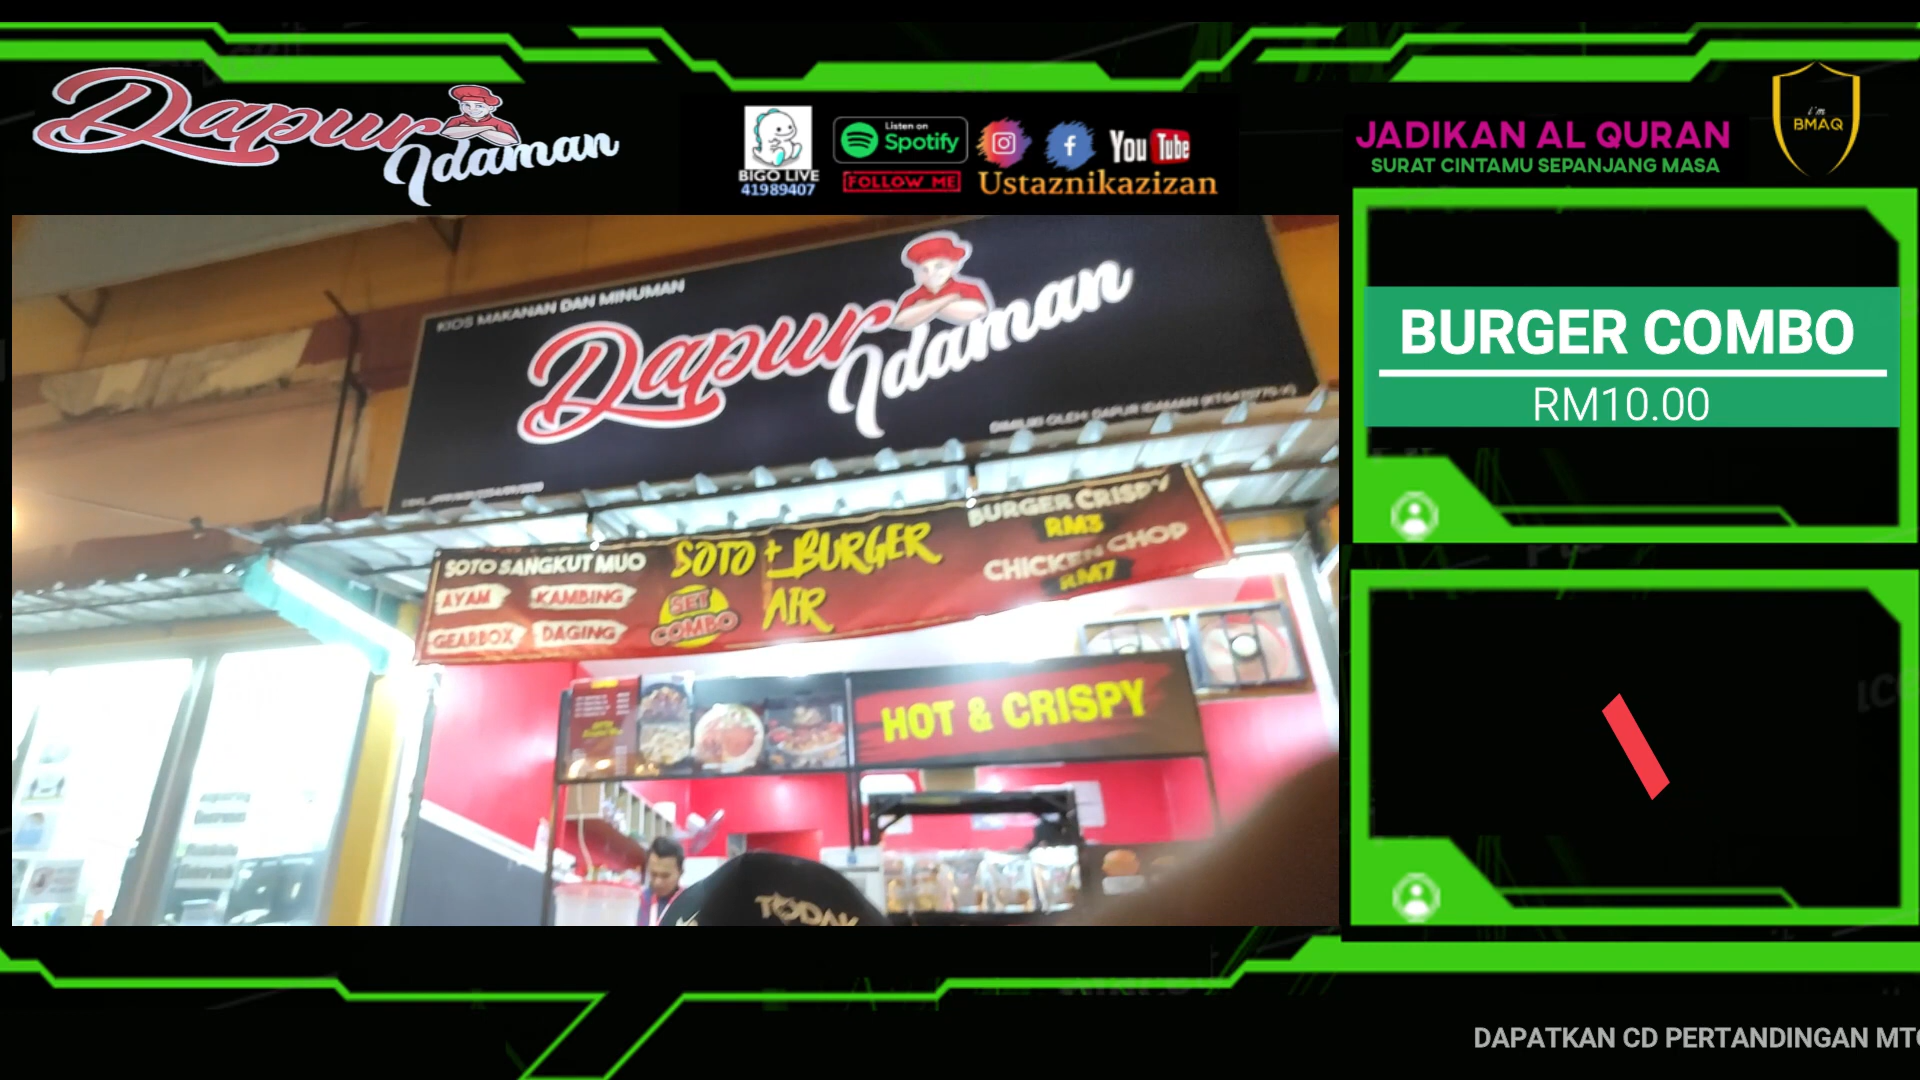 Dapur
Idaman
BIGO LIVE
41989407
Listen on
Spotify
FOLLOW ME
You Tube
Ustaznikazizan
JADIKAN AL QURAN
SURAT CINTAMU SEPANJANG MASA
i'm
BMAQ
KIOS MAKANAN DAN MINUMAN
Dapur
Idaman
SOTO SANGKUT MUO
AYAM
KAMBING
GEARBOX
DAGING
SOTO + BURGER
AIR
SET
COMBO
BURGER CRISPY
RM3
CHICKEN CHOP
RM7
HOT & CRISPY
TODAK
BURGER COMBO
RM10.00
DAPATKAN CD PERTANDINGAN